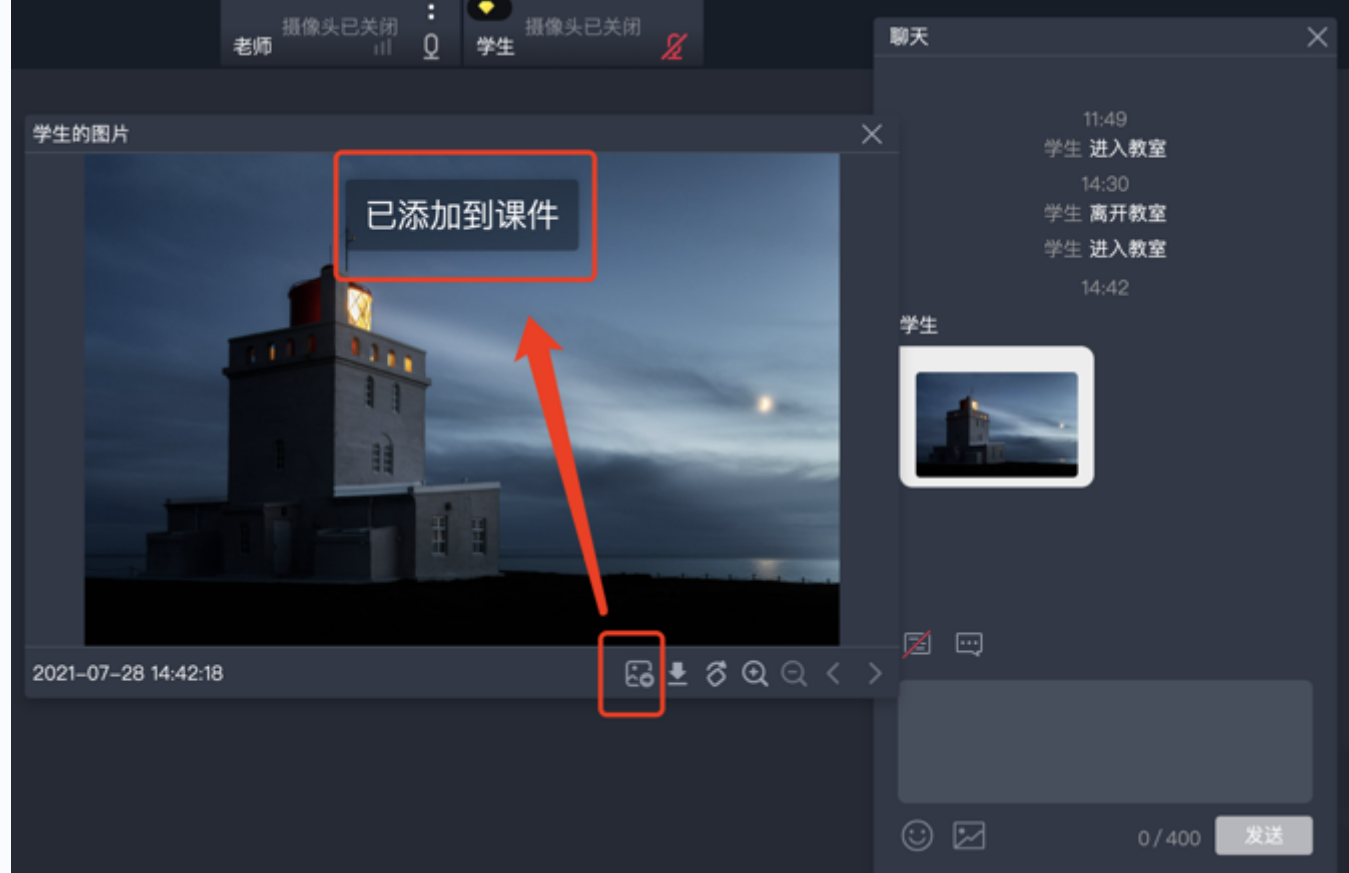 摄像头已关闭
老师
摄像头已关闭
学生
聊天
学生的图片
已添加到课件
2021-07-28 14:42:18
11:49
学生 进入教室
14:30
学生 离开教室
学生 进入教室
14:42
学生
0/400
发送